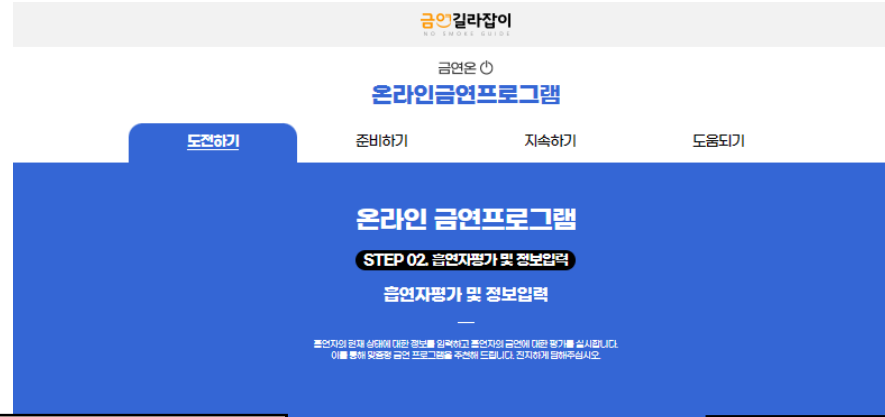 금연길라잡이
NO SMOKE GUIDE
금연온
온라인금연프로그램
도전하기 준비하기 지속하기 도움되기
온라인 금연프로그램
STEP 02. 흡연자평가 및 정보입력
흡연자평가 및 정보입력
흡연자의 현재 상태에 대한 정보를 입력하고 흡연자의 금연에 대한 평가를 실시합니다.
이를 통해 맞춤형 금연 프로그램을 추천해 드립니다. 진지하게 답해주십시오.